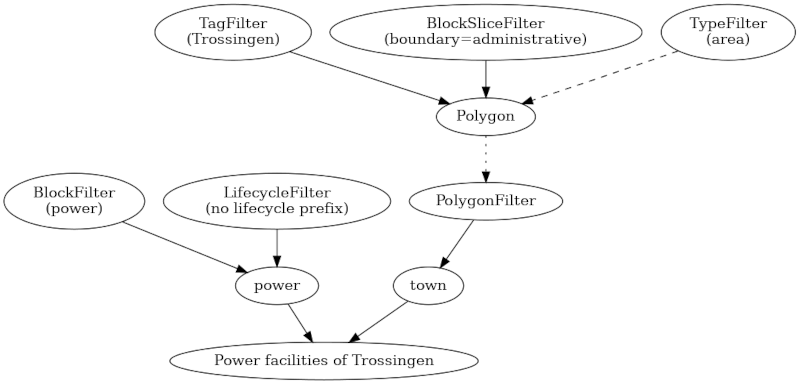 TagFilter
(Trossingen)
BlockSliceFilter
(boundary=administrative)
TypeFilter
(area)
Polygon
BlockFilter
(power)
LifecycleFilter
(no lifecycle prefix)
PolygonFilter
power
town
Power facilities of Trossingen